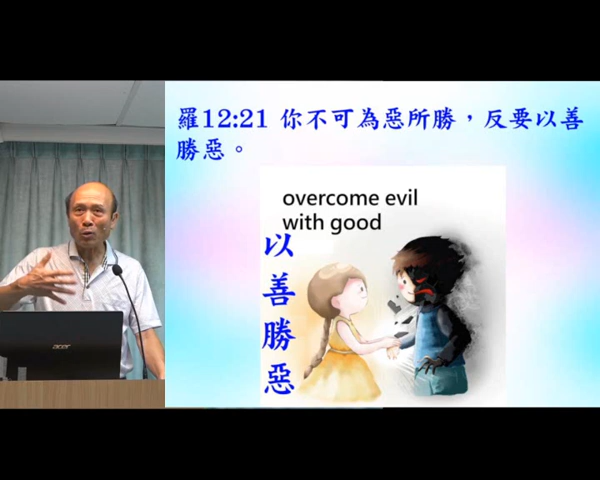 羅12:21 你不可為惡所勝，反要以善
勝惡。
overcome evil
with good
以
善
勝
惡
acer